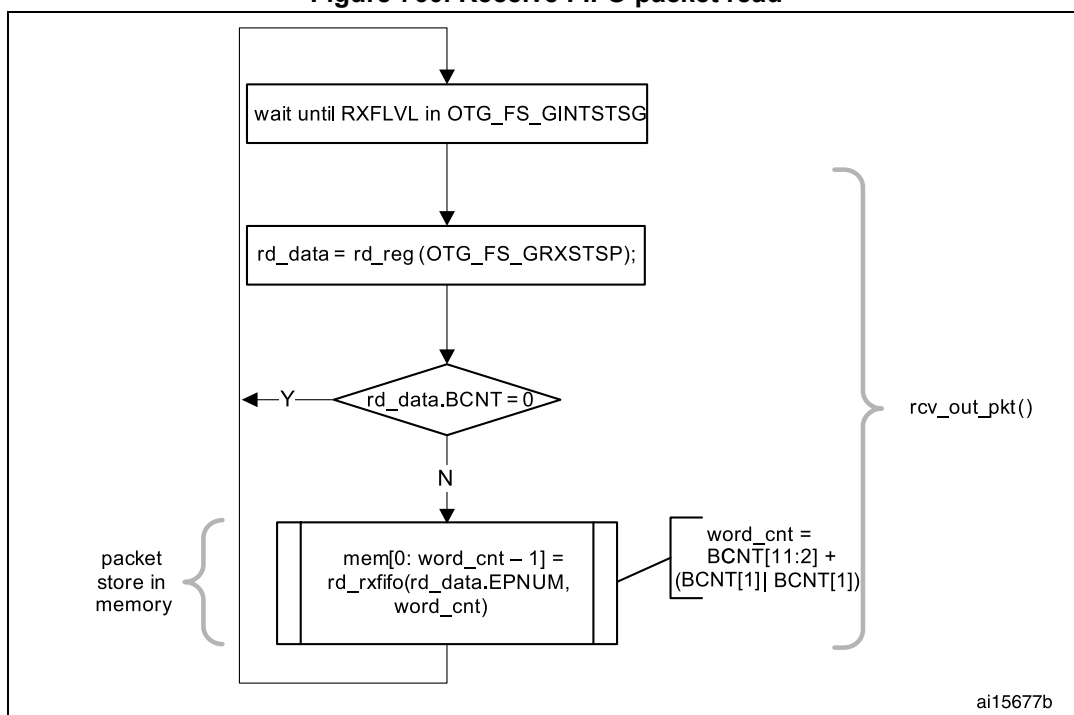 wait until RXFLVL in OTG_FS_GINTSTSG
rd_data = rd_reg (OTG_FS_GRXSTSP);
rd_data.BCNT = 0
Y
rcv_out_pkt()
N
packet
store in
memory
mem[0: word_cnt – 1] =
rd_rxfifo(rd_data.EPNUM,
word_cnt)
word_cnt =
BCNT[11:2] +
(BCNT[1] | BCNT[1])
ai15677b